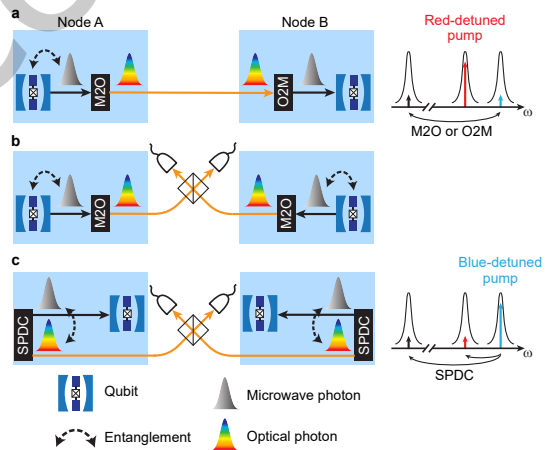 a
Node A
Node B
Red-detuned
pump
M2O
O2M
ω
M2O or O2M
b
M2O
M2O
c
Blue-detuned
pump
SPDC
SPDC
ω
SPDC
Qubit
Microwave photon
Entanglement
Optical photon